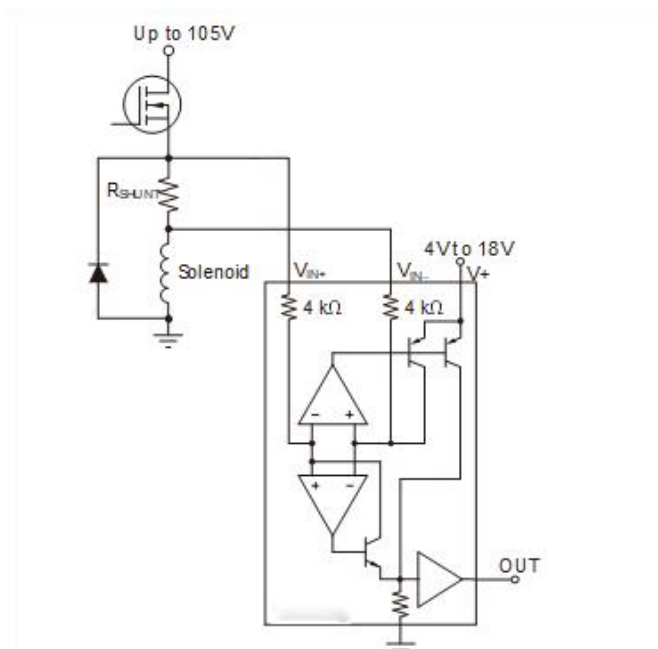 Up to 105V
RSHUNT
4V to 18V
Solenoid
VIN+
VIN–
V+
4 kΩ
4 kΩ
–
+
+
–
OUT